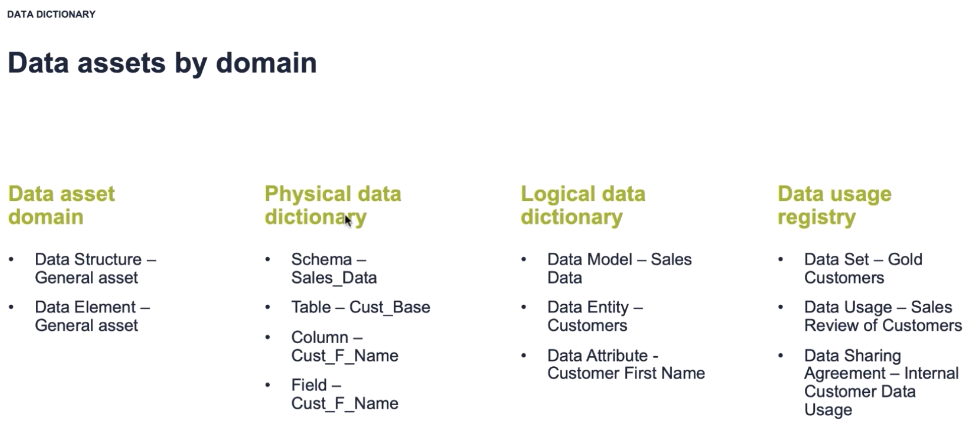 DATA DICTIONARY
Data assets by domain
Data asset
domain
• Data Structure –
General asset
• Data Element –
General asset
Physical data
dictionary
• Schema –
Sales_Data
• Table – Cust_Base
• Column –
Cust_F_Name
• Field –
Cust_F_Name
Logical data
dictionary
• Data Model – Sales
Data
• Data Entity –
Customers
• Data Attribute -
Customer First Name
Data usage
registry
• Data Set – Gold
Customers
• Data Usage – Sales
Review of Customers
• Data Sharing
Agreement – Internal
Customer Data
Usage